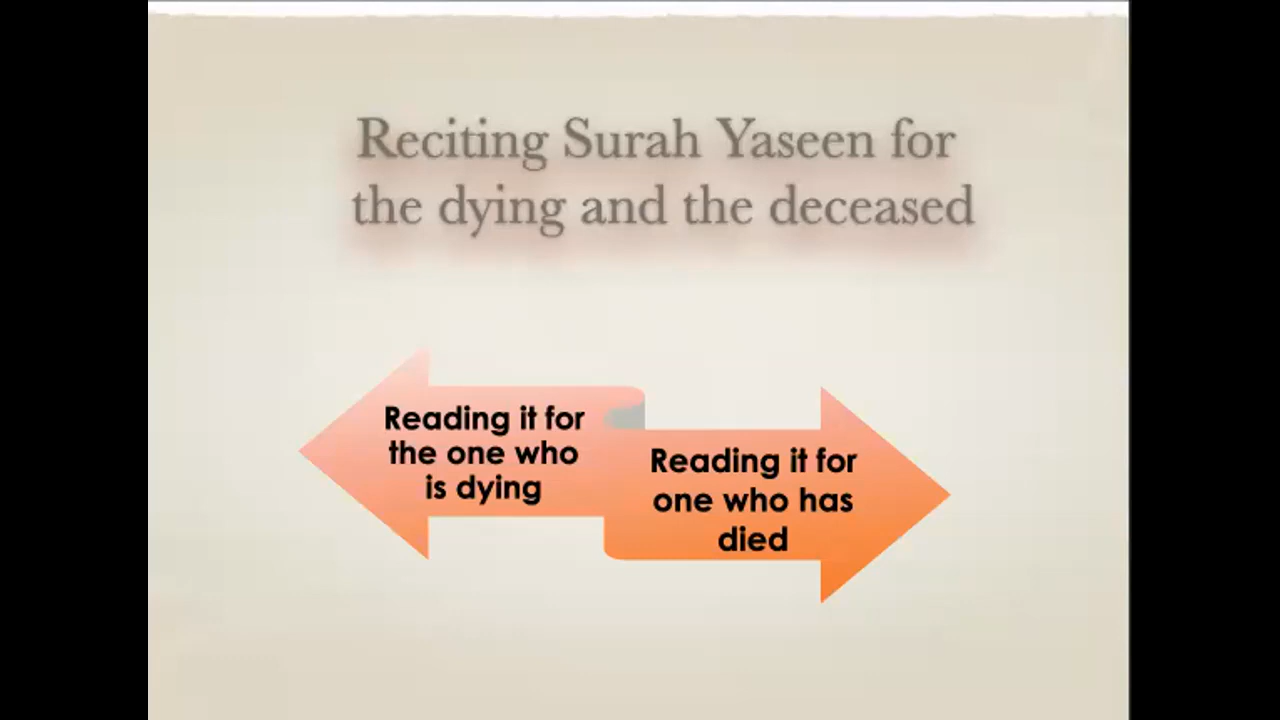 Reciting Surah Yaseen for
the dying and the deceased
Reading it for
the one who
is dying
Reading it for
one who has
died